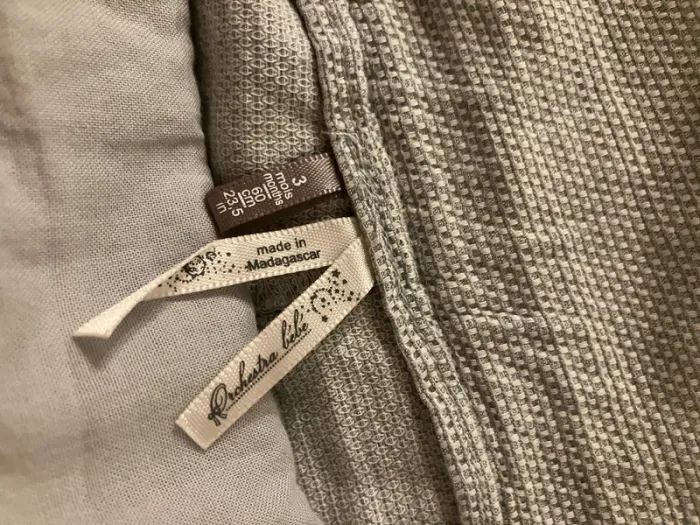 3
mois
months
60
cm
23,5
in
made in
Madagascar
Orchestra bébé